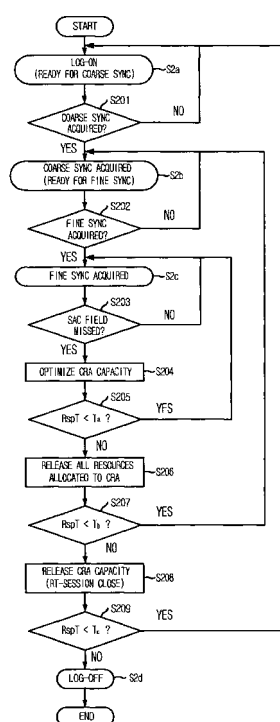 START
LOG-ON
(READY FOR COARSE SYNC)
S2a
S201
COARSE SYNC
ACQUIRED?
NO
YES
COARSE SYNC ACQUIRED
(READY FOR FINE SYNC)
S2b
S202
FINE SYNC
ACQUIRED?
NO
YES
FINE SYNC ACQUIRED
S2c
S203
SAC FIELD
MISSED?
NO
YES
OPTIMIZE CRA CAPACITY
S204
S205
RspT < Ta ?
YES
NO
RELEASE ALL RESOURCES
ALLOCATED TO CRA
S206
S207
RspT < Tb ?
YES
NO
RELEASE CRA CAPACITY
(RT-SESSION CLOSE)
S208
S209
RspT < Tc ?
YES
NO
LOG-OFF
S2d
END